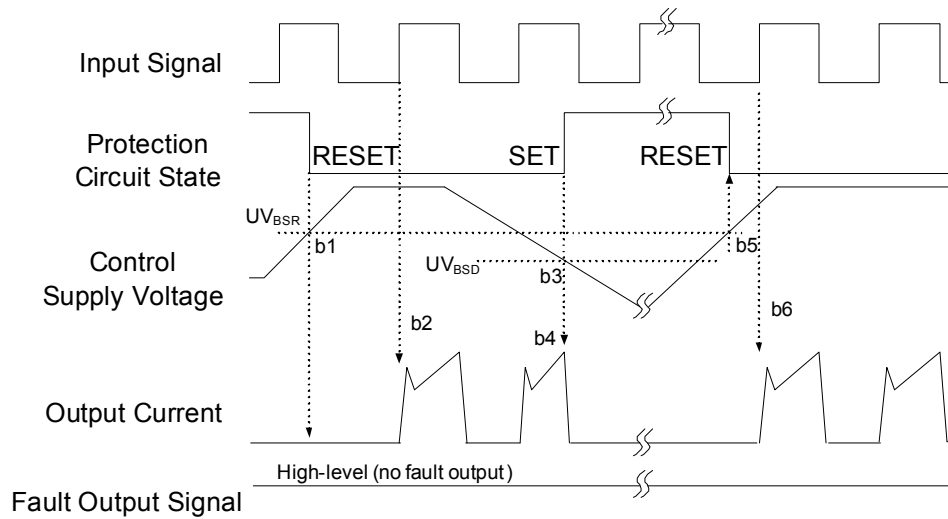 Input Signal
Protection
Circuit State
RESET
SET
RESET
UVBSR
b1
UVBSD
b3
b5
Control
Supply Voltage
b2
b4
b6
Output Current
High-level (no fault output)
Fault Output Signal